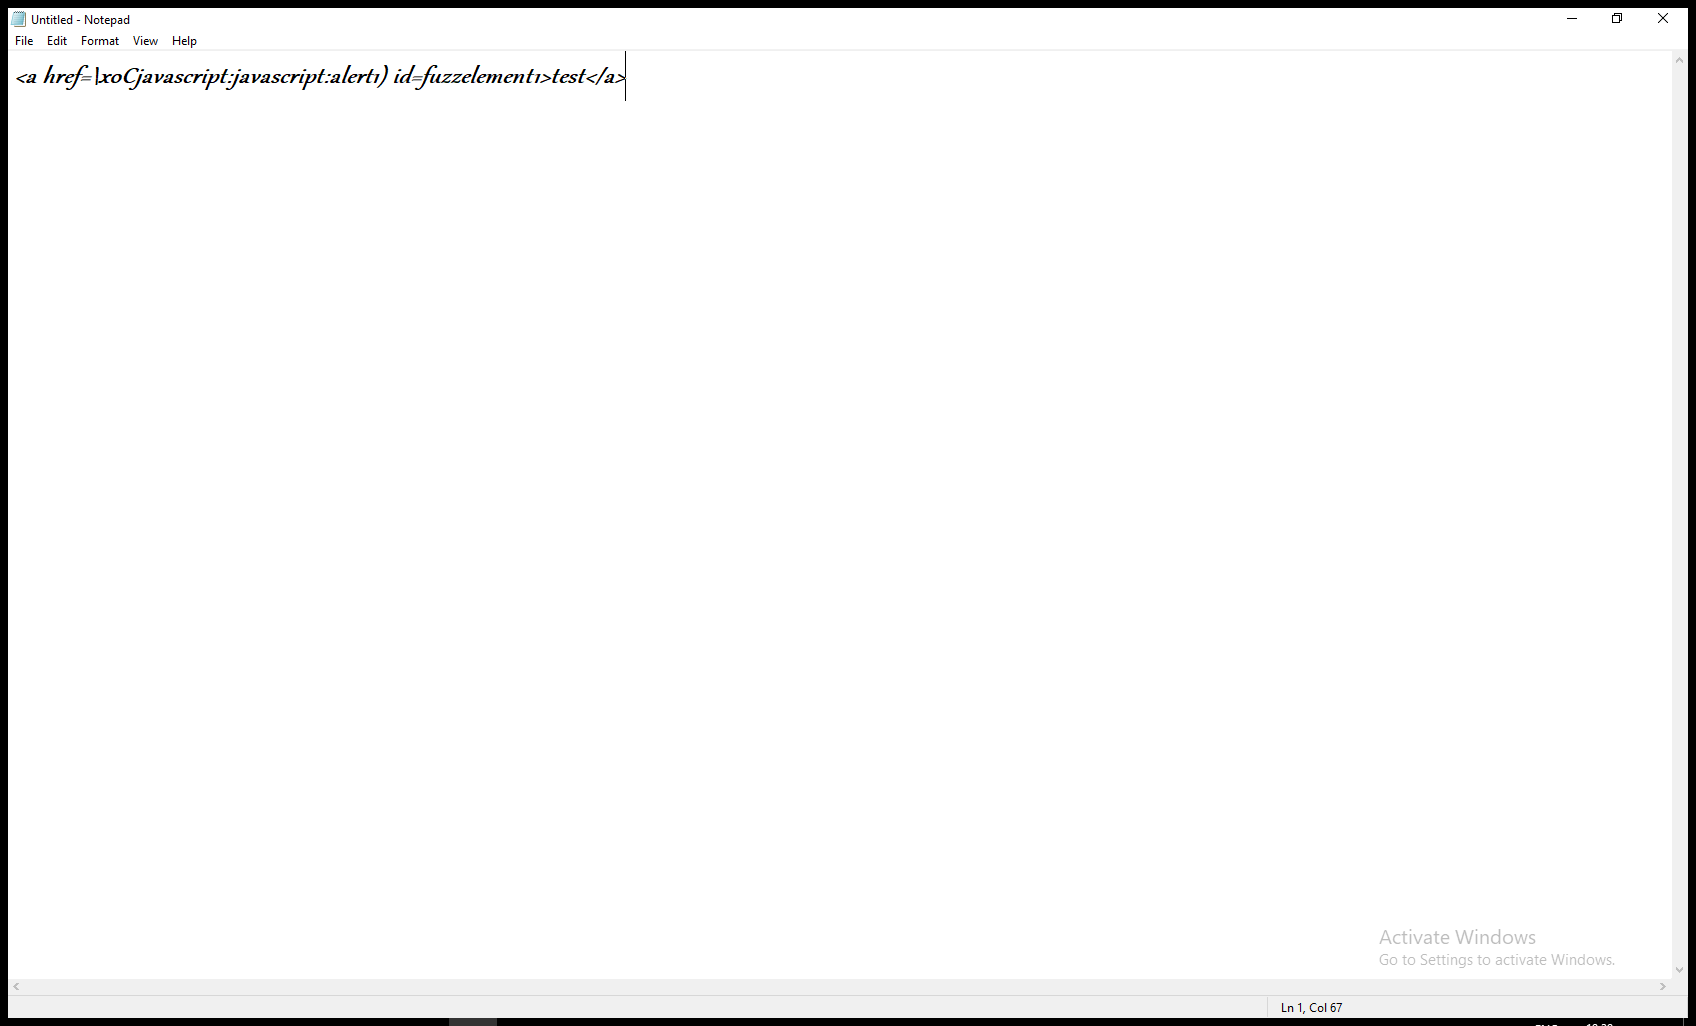 Untitled - Notepad
File Edit Format View Help
<a href=\x0Cjavascript:javascript:alert1) id=fuzzelement1>test</a>
Activate Windows
Go to Settings to activate Windows.
Ln 1, Col 67